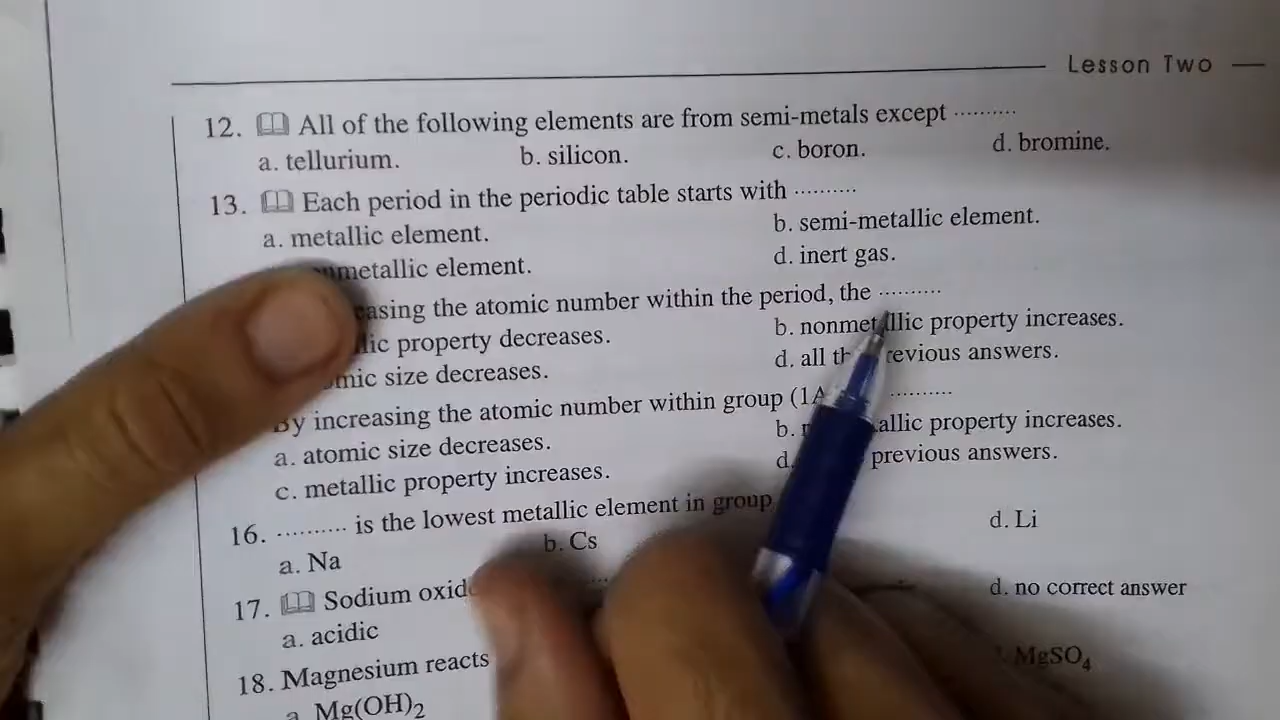 Lesson Two
12. All of the following elements are from semi-metals except ..........
a. tellurium. b. silicon. c. boron. d. bromine.
13. Each period in the periodic table starts with ..........
a. metallic element. b. semi-metallic element.
element. d. inert gas.
the atomic number within the period, the ..........
property decreases. b. nonmetallic property increases.
size decreases. d. all previous answers.
By increasing the atomic number within group ..........
a. atomic size decreases. b. property increases.
c. metallic property increases. d. previous answers.
16. .......... is the lowest metallic element in group
a. Na b. Cs d. Li
17. Sodium
a. acidic d. no correct answer
18. Magnesium reacts
a. Mg(OH)₂ MgSO₄